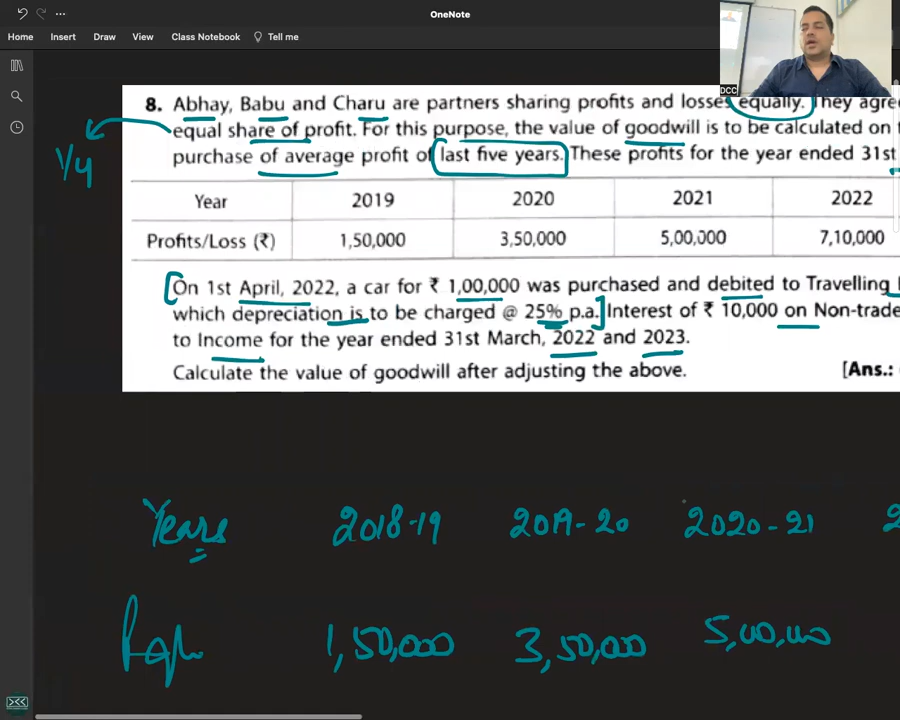 OneNote
Home Insert Draw View Class Notebook Tell me
DCC
8. Abhay, Babu and Charu are partners sharing profits and losses equally. They agre
equal share of profit. For this purpose, the value of goodwill is to be calculated on
1/4
purchase of average profit of last five years. These profits for the year ended 31st
Year 2019 2020 2021 2022
Profits/Loss (₹) 1,50,000 3,50,000 5,00,000 7,10,000
On 1st April, 2022, a car for ₹ 1,00,000 was purchased and debited to Travelling
which depreciation is to be charged @ 25% p.a. Interest of ₹ 10,000 on Non-trade
to Income for the year ended 31st March, 2022 and 2023.
Calculate the value of goodwill after adjusting the above. [Ans.:
Years 2018-19 2019-20 2020-21 2
1,50,000 3,50,000 5,00,000